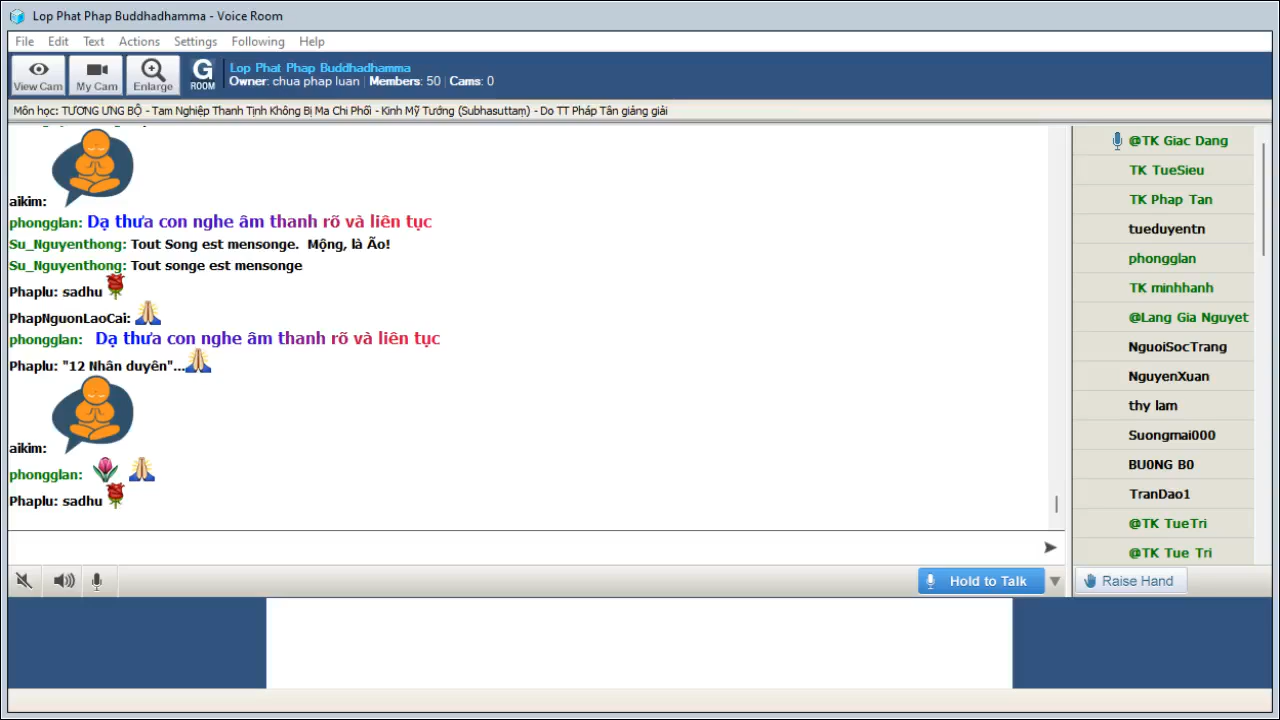 Lop Phat Phap Buddhadhamma - Voice Room
File Edit Text Actions Settings Following Help
View Cam My Cam Enlarge G ROOM
Lop Phat Phap Buddhadhamma
Owner: chua phap luan | Members: 50 | Cams: 0
Môn học: TƯƠNG ƯNG BỘ - Tam Nghiệp Thanh Tịnh Không Bị Ma Chi Phối - Kinh Mỹ Tướng (Subhasuttaṃ) - Do TT Pháp Tân giảng giải
aikim:
phongglan: Dạ thưa con nghe âm thanh rõ và liên tục
Su_Nguyenthong: Tout Song est mensonge. Mộng, là Ão!
Su_Nguyenthong: Tout songe est mensonge
Phaplu: sadhu
PhapNguonLaoCai:
phongglan: Dạ thưa con nghe âm thanh rõ và liên tục
Phaplu: "12 Nhân duyên"...
aikim:
phongglan:
Phaplu: sadhu
@TK Giac Dang
TK TueSieu
TK Phap Tan
tueduyentn
phongglan
TK minhhanh
@Lang Gia Nguyet
NguoiSocTrang
NguyenXuan
thy lam
Suongmai000
BU0NG B0
TranDao1
@TK TueTri
@TK Tue Tri
Hold to Talk
Raise Hand